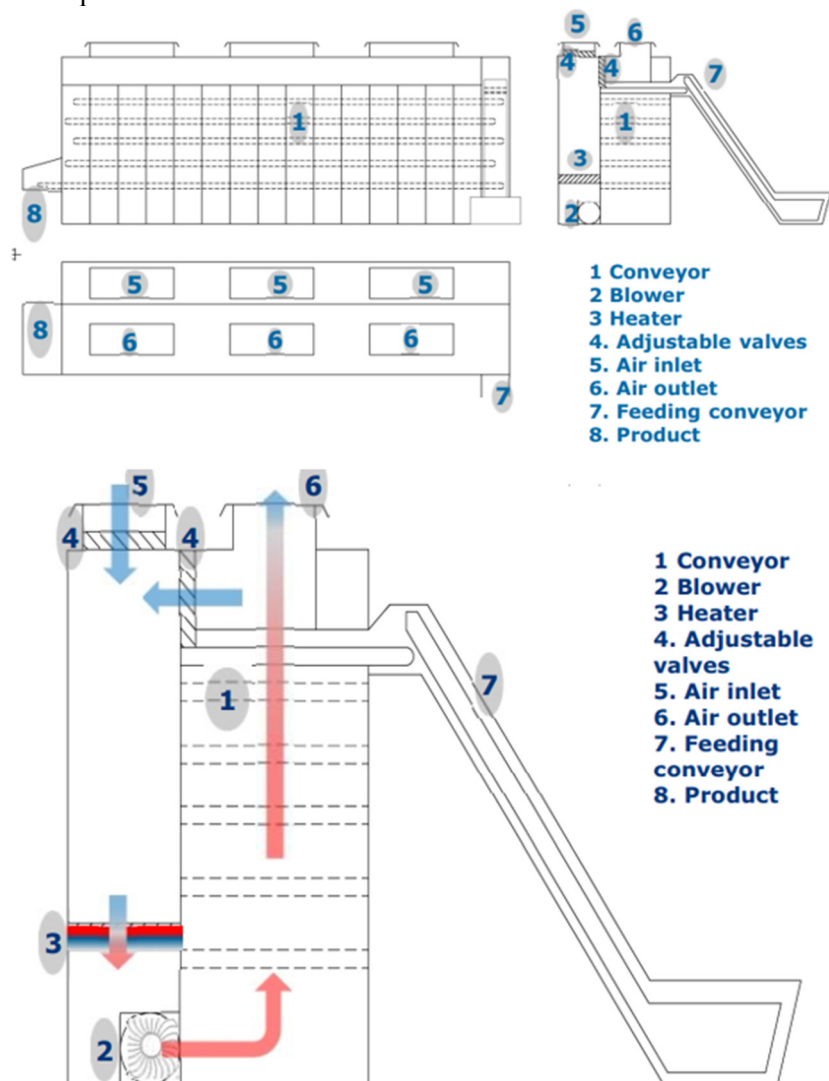 5
6
4
4
7
1
1
3
8
2
5
5
5
8
6
6
6
7
1 Conveyor
2 Blower
3 Heater
4. Adjustable valves
5. Air inlet
6. Air outlet
7. Feeding conveyor
8. Product
5
6
4
4
1
7
3
2
1 Conveyor
2 Blower
3 Heater
4. Adjustable
valves
5. Air inlet
6. Air outlet
7. Feeding
conveyor
8. Product